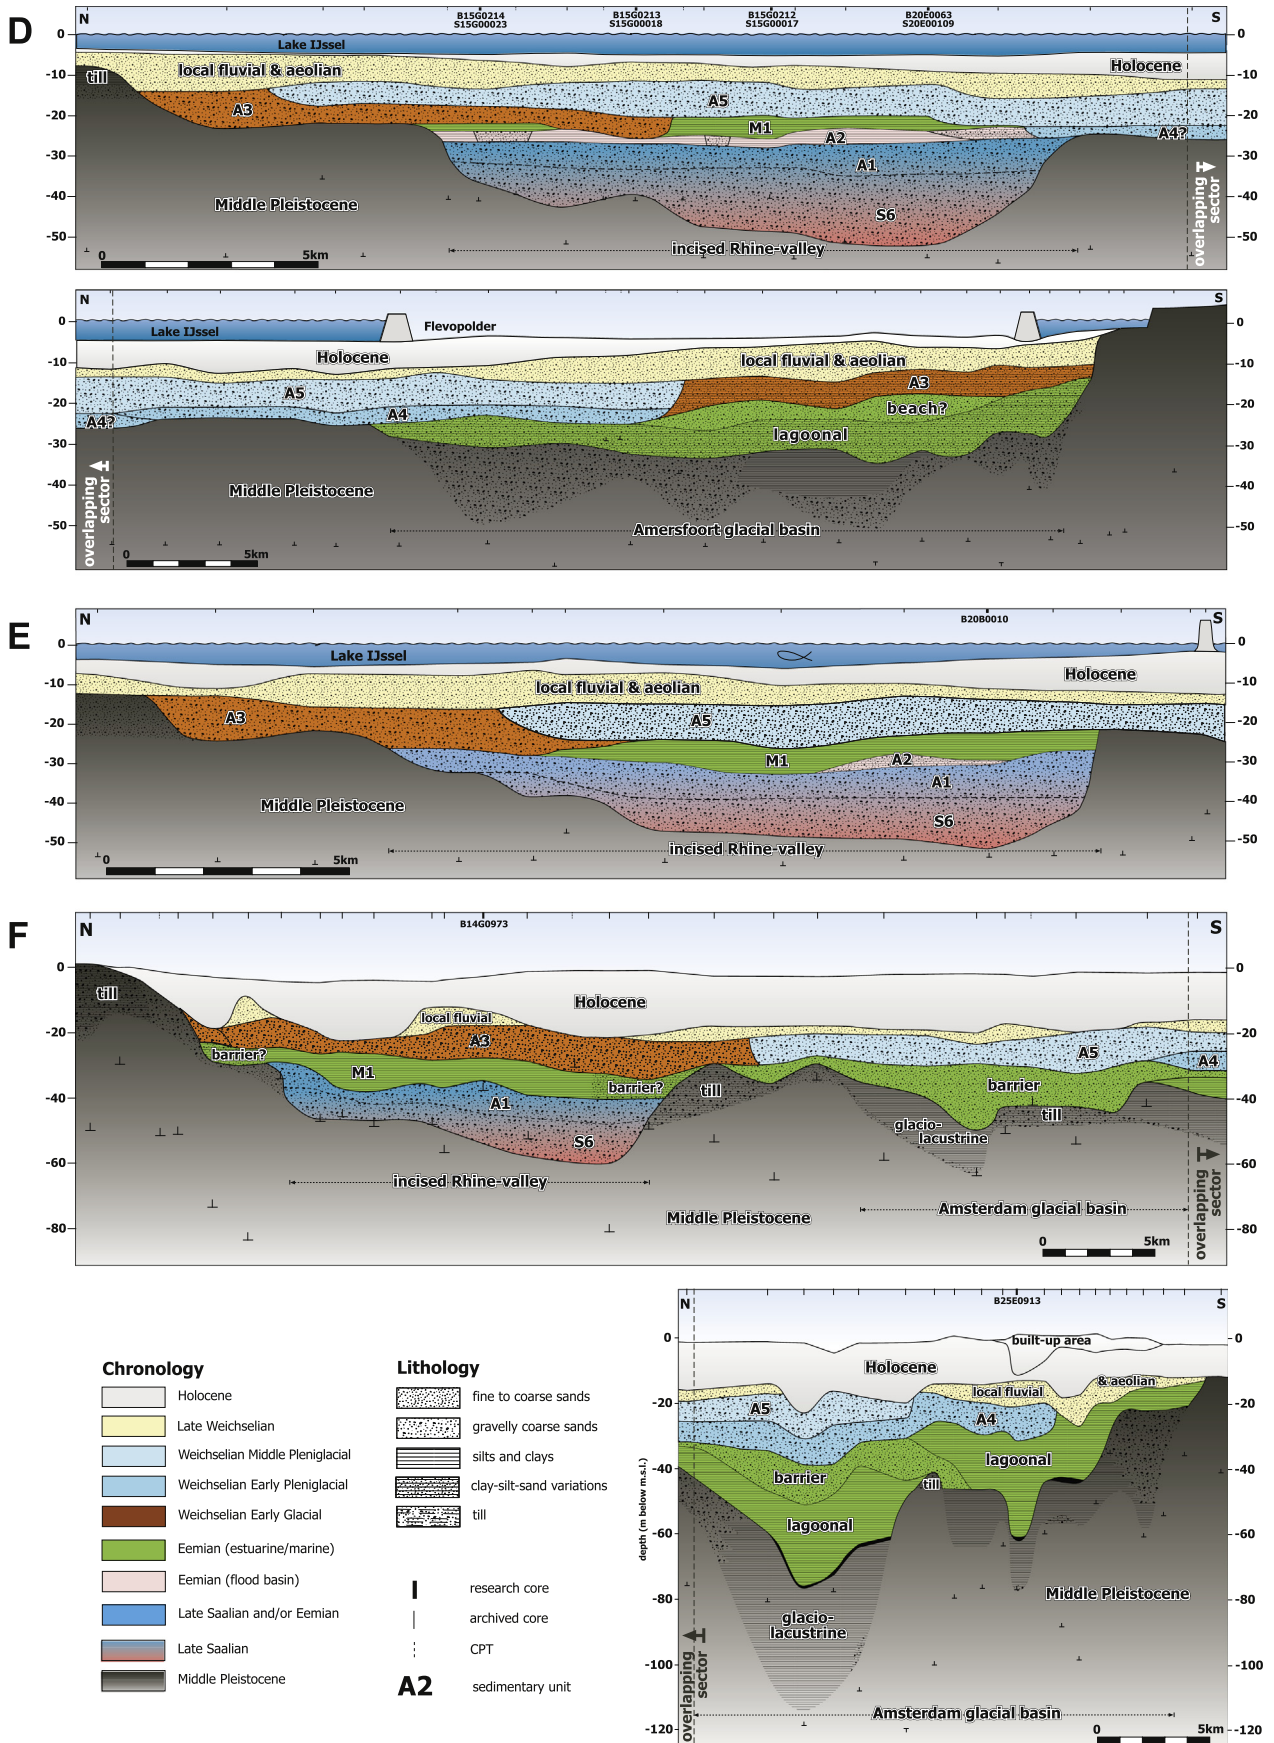 D
N
B15G0214
S15G00023
B15G0213
S15G00018
B15G0212
S15G00017
B20E0063
S20E00109
S
0
-10
-20
-30
-40
-50
0
-10
-20
-30
-40
-50
Lake IJssel
Holocene
till
local fluvial & aeolian
A3
A5
M1
A2
A4?
A1
S6
Middle Pleistocene
incised Rhine-valley
overlapping
sector
0
5km
N
S
0
-10
-20
-30
-40
-50
0
-10
-20
-30
-40
-50
Lake IJssel
Flevopolder
Holocene
local fluvial & aeolian
A5
A3
A4
A4?
beach?
lagoonal
Middle Pleistocene
Amersfoort glacial basin
overlapping
sector
0
5km
E
N
B20B0010
S
0
-10
-20
-30
-40
-50
0
-10
-20
-30
-40
-50
Lake IJssel
Holocene
local fluvial & aeolian
A3
A5
M1
A2
A1
S6
Middle Pleistocene
incised Rhine-valley
0
5km
F
N
B14G0973
S
0
-20
-40
-60
-80
0
-20
-40
-60
-80
till
Holocene
local fluvial
A3
barrier?
M1
A5
A4
barrier?
till
barrier
A1
till
glacio-
lacustrine
S6
incised Rhine-valley
Middle Pleistocene
Amsterdam glacial basin
overlapping
sector
0
5km
N
B25E0913
S
0
-20
-40
-60
-80
-100
-120
0
-20
-40
-60
-80
-100
-120
depth (m below m.s.l.)
built-up area
Holocene
& aeolian
local fluvial
A5
A4
lagoonal
barrier
till
lagoonal
Middle Pleistocene
glacio-
lacustrine
Amsterdam glacial basin
overlapping
sector
0
5km
Chronology
Holocene
Late Weichselian
Weichselian Middle Pleniglacial
Weichselian Early Pleniglacial
Weichselian Early Glacial
Eemian (estuarine/marine)
Eemian (flood basin)
Late Saalian and/or Eemian
Late Saalian
Middle Pleistocene
Lithology
fine to coarse sands
gravelly coarse sands
silts and clays
clay-silt-sand variations
till
research core
archived core
CPT
A2 sedimentary unit